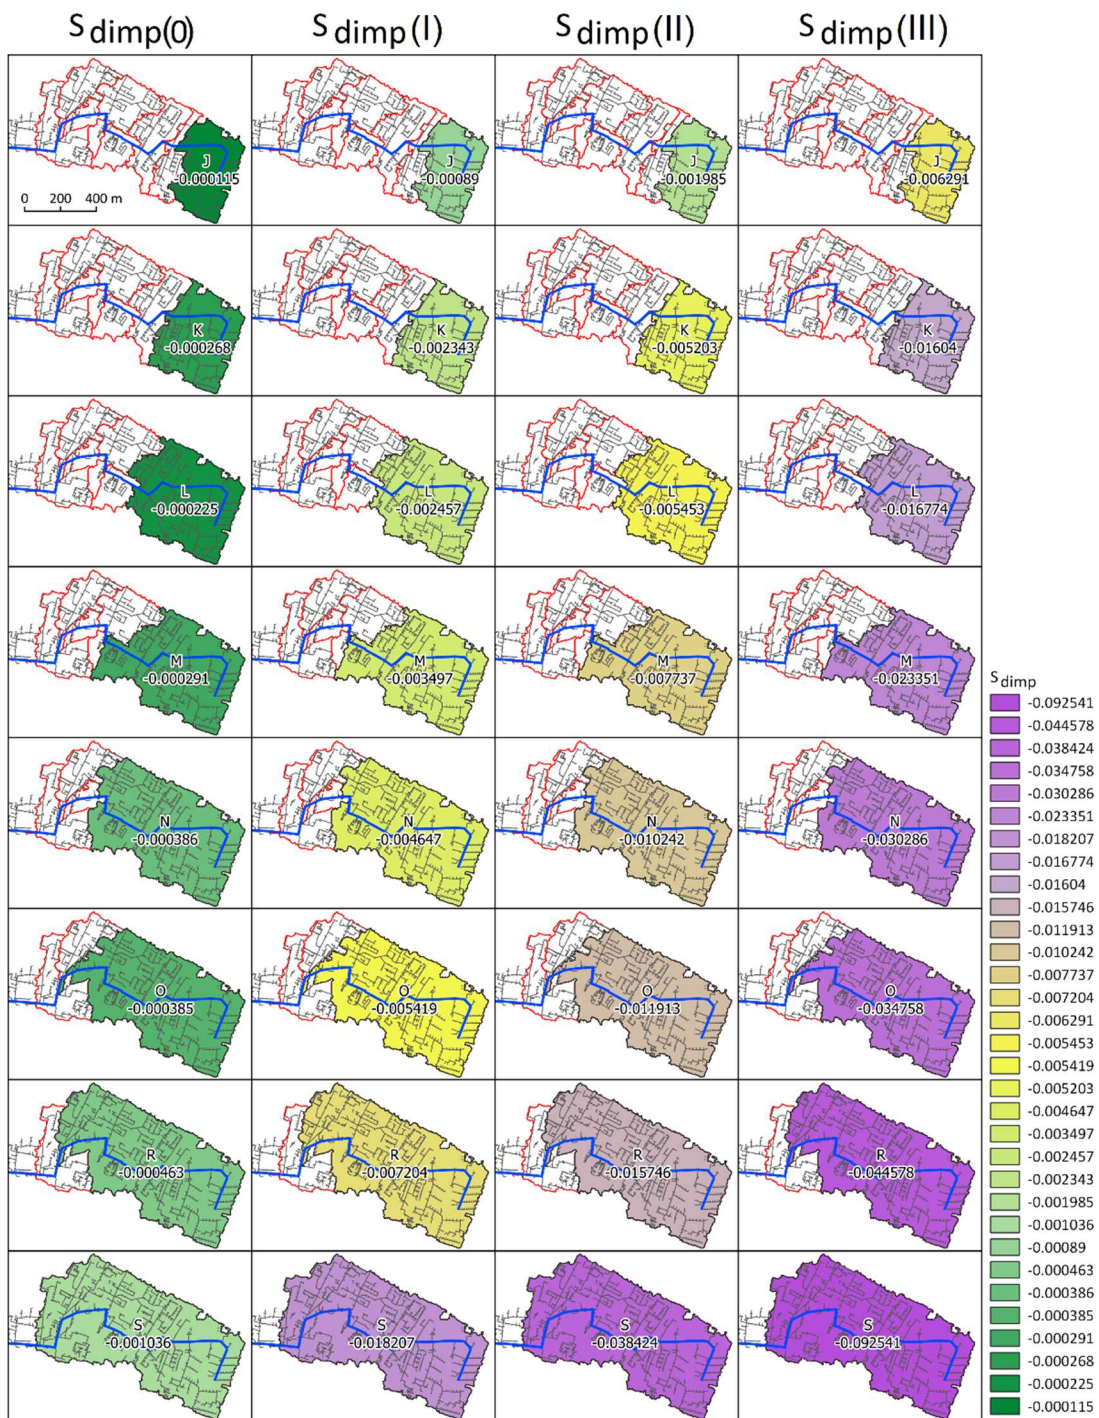 S dimp(0) S dimp (I) S dimp (II) S dimp (III)
J J J J
-0.000115 -0.00089 -0.001985 -0.006291
0 200 400 m
K K K K
-0.000268 -0.002343 -0.005203 -0.01604
L L L L
-0.000225 -0.002457 -0.005453 -0.016774
M M M M
-0.000291 -0.003497 -0.007737 -0.023351
N N N N
-0.000386 -0.004647 -0.010242 -0.030286
O O O O
-0.000385 -0.005419 -0.011913 -0.034758
R R R R
-0.000463 -0.007204 -0.015746 -0.044578
S S S S
-0.001036 -0.018207 -0.038424 -0.092541
S dimp
-0.092541
-0.044578
-0.038424
-0.034758
-0.030286
-0.023351
-0.018207
-0.016774
-0.01604
-0.015746
-0.011913
-0.010242
-0.007737
-0.007204
-0.006291
-0.005453
-0.005419
-0.005203
-0.004647
-0.003497
-0.002457
-0.002343
-0.001985
-0.001036
-0.00089
-0.000463
-0.000386
-0.000385
-0.000291
-0.000268
-0.000225
-0.000115